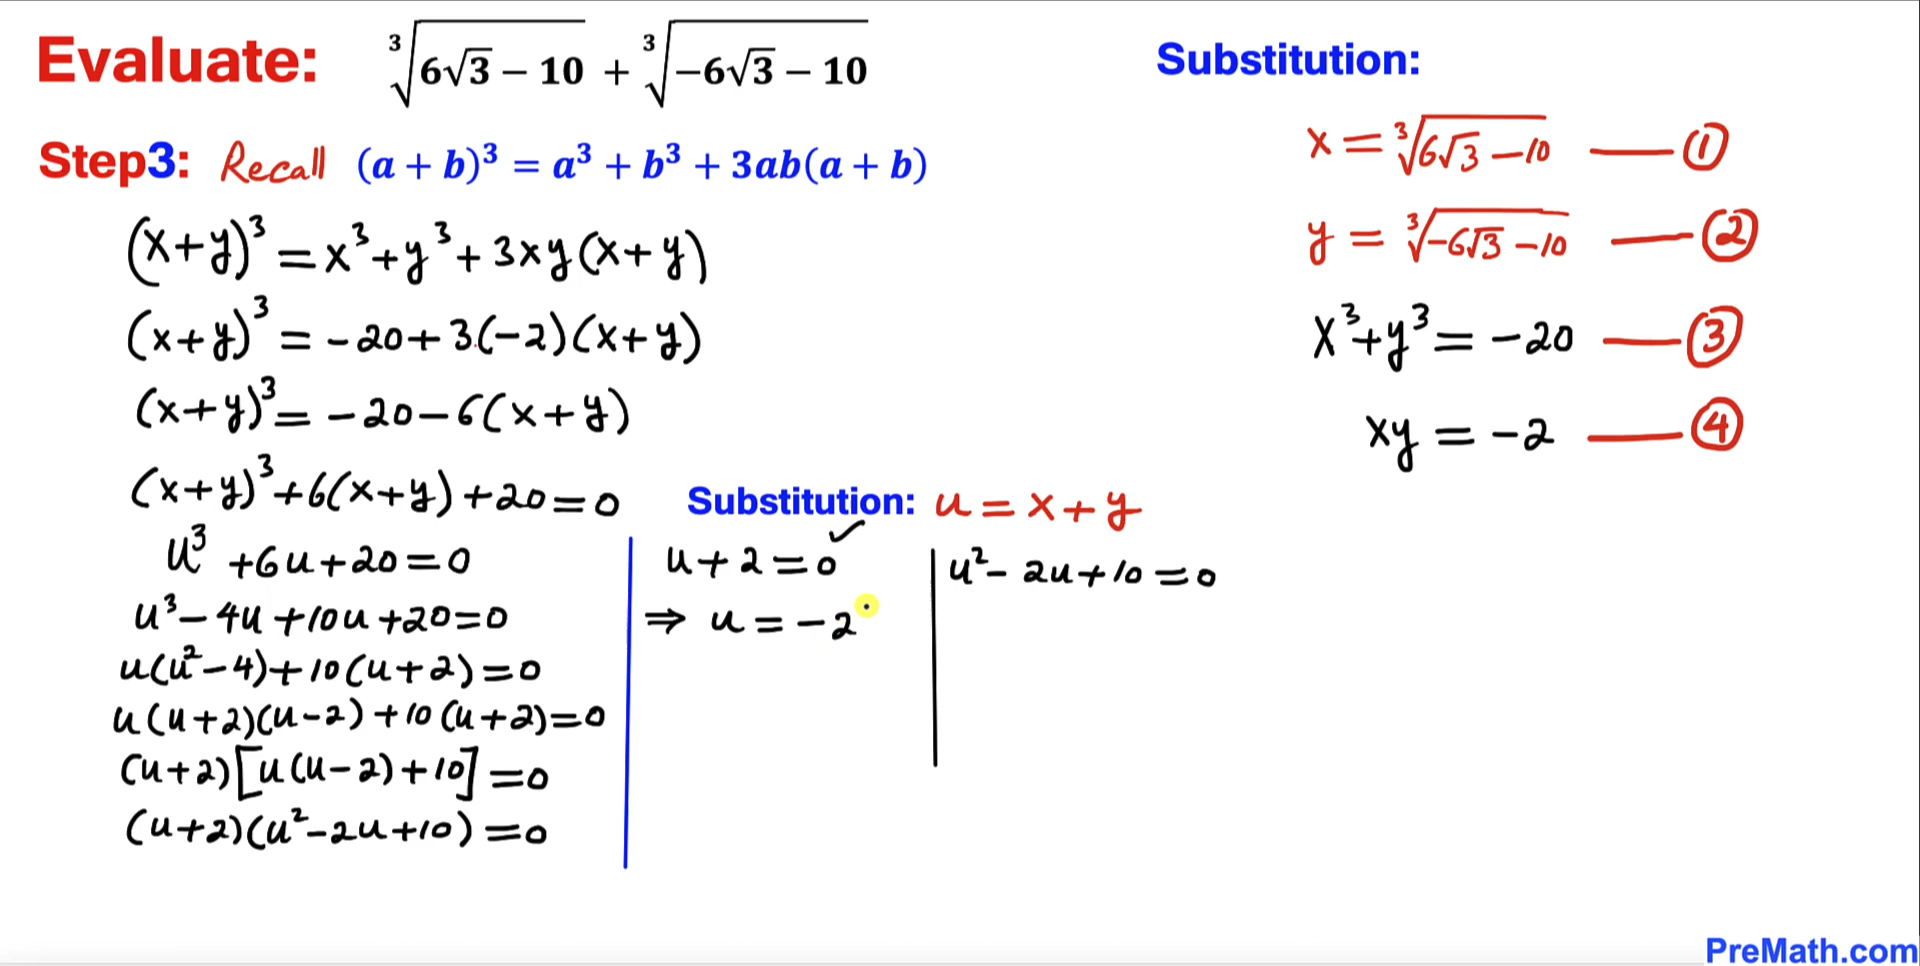 Evaluate: ∛(6√3 − 10) + ∛(−6√3 − 10)
Step3: Recall (a + b)³ = a³ + b³ + 3ab(a + b)
(x+y)³ = x³+y³+3xy(x+y)
(x+y)³ = -20+3(-2)(x+y)
(x+y)³ = -20-6(x+y)
(x+y)³+6(x+y)+20=0
u³ +6u+20=0
u³-4u+10u+20=0
u(u²-4)+10(u+2)=0
u(u+2)(u-2)+10(u+2)=0
(u+2)[u(u-2)+10]=0
(u+2)(u²-2u+10)=0
Substitution: u=x+y
u+2=0 ✓
⇒ u=-2
u²-2u+10=0
Substitution:
x=∛(6√3-10) — ①
y=∛(-6√3-10) — ②
x³+y³=-20 — ③
xy=-2 — ④
PreMath.com